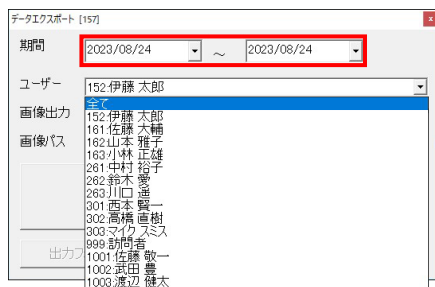 データエクスポート [157]
期間 2023/08/24 ～ 2023/08/24
ユーザー 152:伊藤 太郎
画像出力
画像パス
全て
152:伊藤 太郎
161:佐藤 大輔
162:山本 雅子
163:小林 正雄
261:中村 裕子
262:鈴木 愛
263:川口 遥
301:西本 賢一
302:高橋 直樹
303:マイク スミス
999:訪問者
1001:佐藤 敬一
1002:武田 豊
1003:渡辺 健太
出力フ